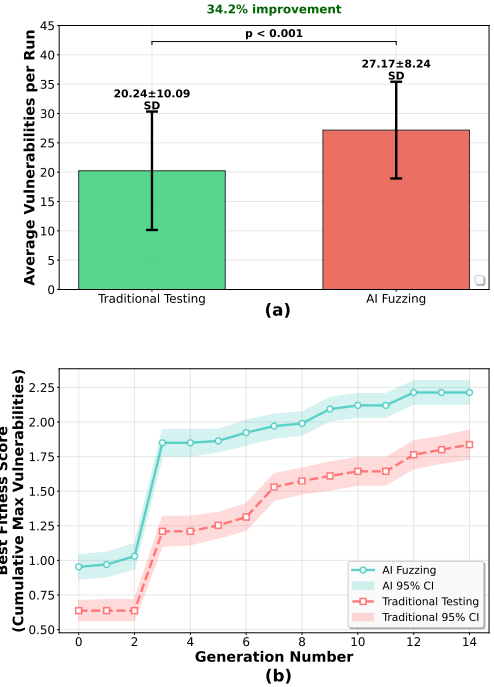 34.2% improvement
Average Vulnerabilities per Run
45
40
35
30
25
20
15
10
5
0
p < 0.001
20.24±10.09
SD
27.17±8.24
SD
Traditional Testing
AI Fuzzing
(a)
Best Fitness Score
(Cumulative Max Vulnerabilities)
2.25
2.00
1.75
1.50
1.25
1.00
0.75
0.50
AI Fuzzing
AI 95% CI
Traditional Testing
Traditional 95% CI
0 2 4 6 8 10 12 14
Generation Number
(b)